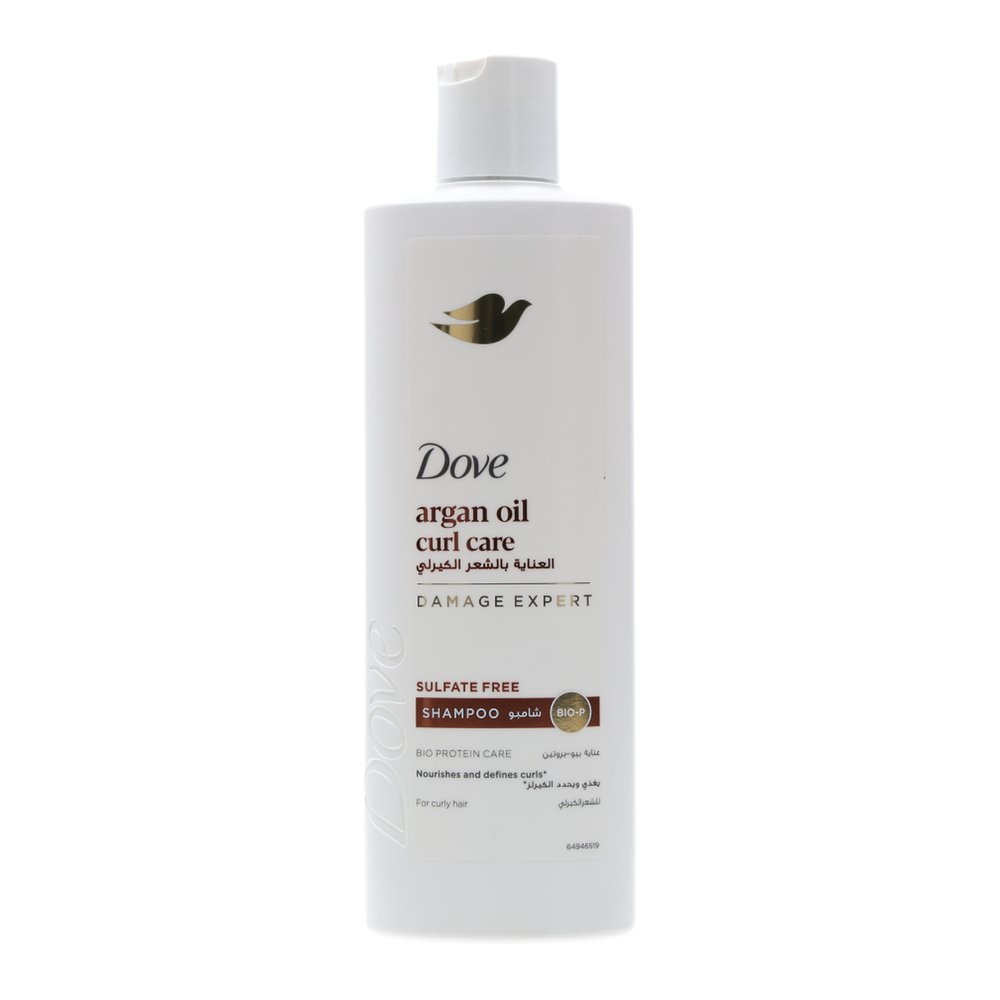 Dove
argan oil
curl care
العناية بالشعر الكيرلي
DAMAGE EXPERT
Dove
SULFATE FREE
SHAMPOO شامبو BIO-P
BIO PROTEIN CARE عناية بيو-بروتين
Nourishes and defines curls*
يغذي ويحدد الكيرلز*
For curly hair للشعر الكيرلي
64946519